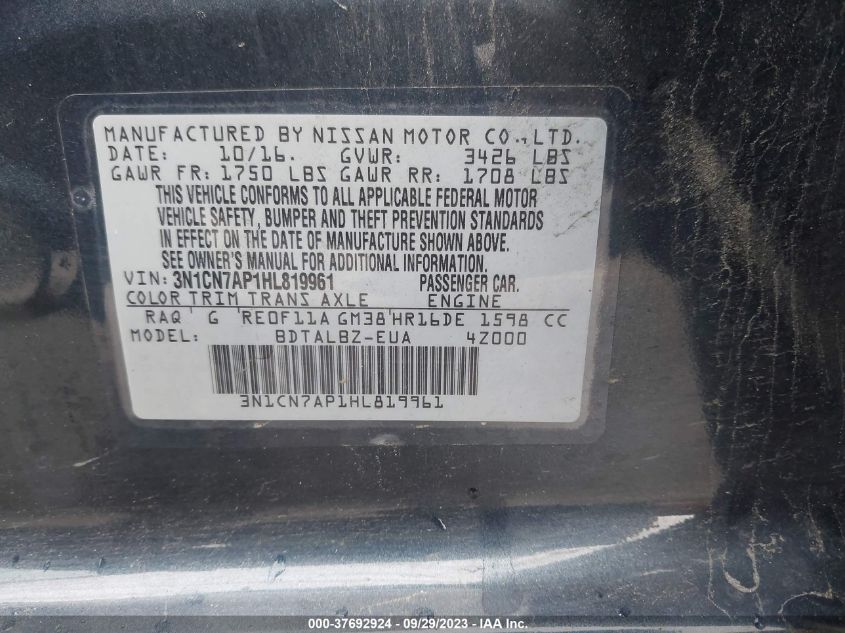 MANUFACTURED BY NISSAN MOTOR CO., LTD.
DATE: 10/16. GVWR: 3426 LBS
GAWR FR: 1750 LBS GAWR RR: 1708 LBS
THIS VEHICLE CONFORMS TO ALL APPLICABLE FEDERAL MOTOR
VEHICLE SAFETY, BUMPER AND THEFT PREVENTION STANDARDS
IN EFFECT ON THE DATE OF MANUFACTURE SHOWN ABOVE.
SEE OWNER'S MANUAL FOR ADDITIONAL INFORMATION.
VIN: 3N1CN7AP1HL819961 PASSENGER CAR.
COLOR TRIM TRANS AXLE ENGINE
RAQ G RE0F11A GM38 HR16DE 1598 CC
MODEL: BDTALBZ-EUA 4Z000
3N1CN7AP1HL819961
000-37692924 - 09/29/2023 - IAA Inc.